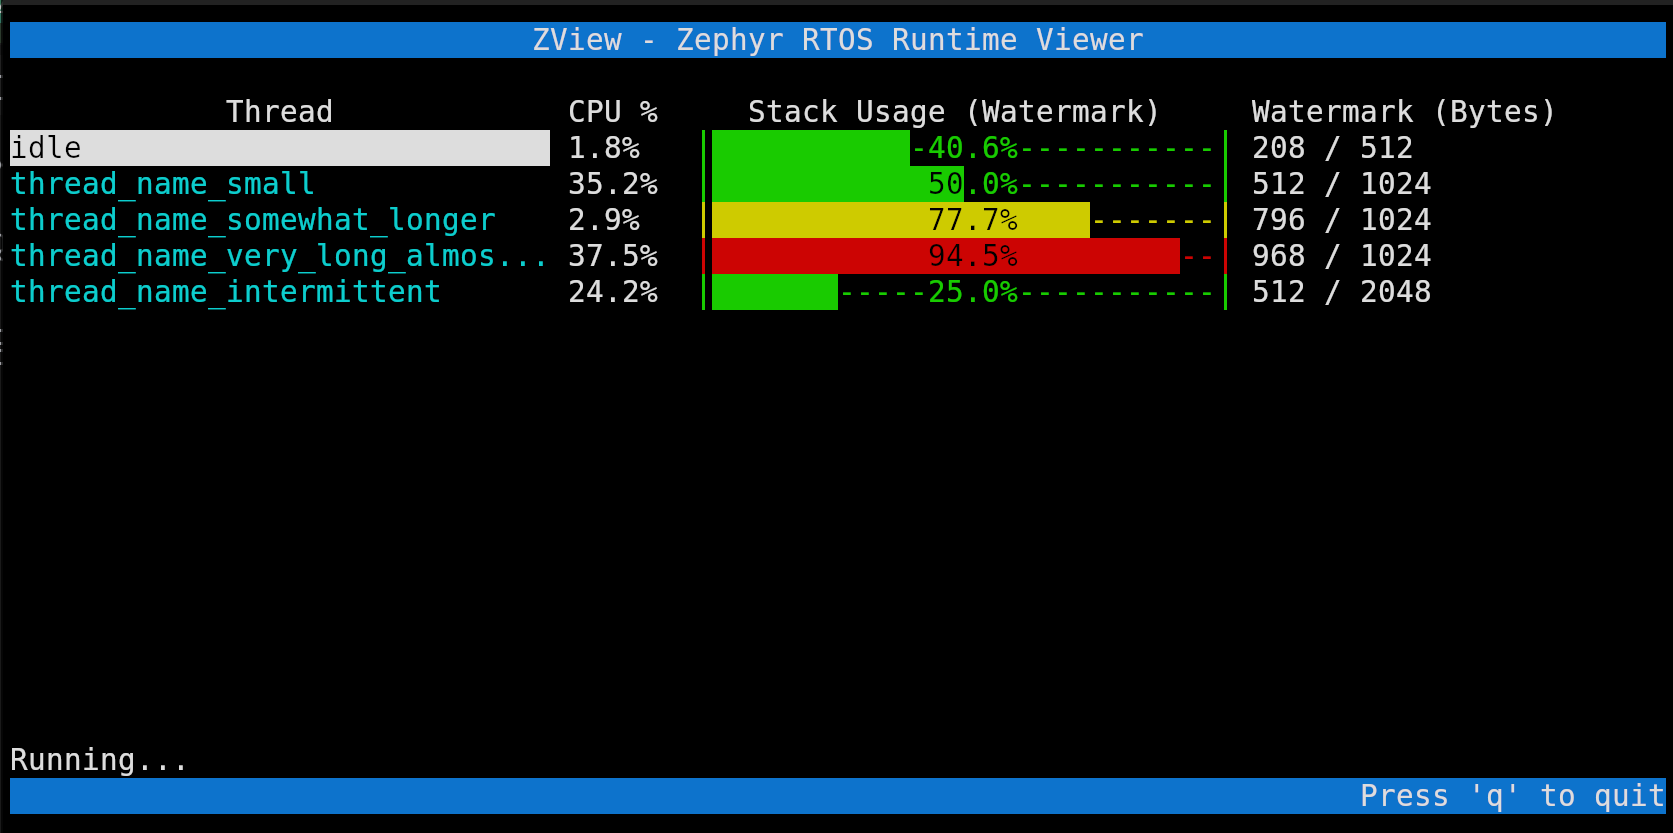 ZView - Zephyr RTOS Runtime Viewer
Thread CPU % Stack Usage (Watermark) Watermark (Bytes)
idle 1.8% -40.6%----------- 208 / 512
thread_name_small 35.2% 50.0%----------- 512 / 1024
thread_name_somewhat_longer 2.9% 77.7% ------- 796 / 1024
thread_name_very_long_almos... 37.5% 94.5% -- 968 / 1024
thread_name_intermittent 24.2% -----25.0%----------- 512 / 2048
Running...
Press 'q' to quit